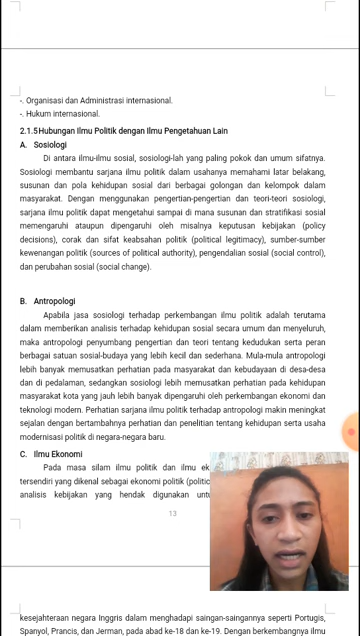 -. Organisasi dan Administrasi internasional.
-. Hukum internasional.
2.1.5 Hubungan Ilmu Politik dengan Ilmu Pengetahuan Lain
A. Sosiologi
Di antara ilmu-ilmu sosial, sosiologi-lah yang paling pokok dan umum sifatnya.
Sosiologi membantu sarjana ilmu politik dalam usahanya memahami latar belakang,
susunan dan pola kehidupan sosial dari berbagai golongan dan kelompok dalam
masyarakat. Dengan menggunakan pengertian-pengertian dan teori-teori sosiologi,
sarjana ilmu politik dapat mengetahui sampai di mana susunan dan stratifikasi sosial
memengaruhi ataupun dipengaruhi oleh misalnya keputusan kebijakan (policy
decisions), corak dan sifat keabsahan politik (political legitimacy), sumber-sumber
kewenangan politik (sources of political authority), pengendalian sosial (social control),
dan perubahan sosial (social change).
B. Antropologi
Apabila jasa sosiologi terhadap perkembangan ilmu politik adalah terutama
dalam memberikan analisis terhadap kehidupan sosial secara umum dan menyeluruh,
maka antropologi penyumbang pengertian dan teori tentang kedudukan serta peran
berbagai satuan sosial-budaya yang lebih kecil dan sederhana. Mula-mula antropologi
lebih banyak memusatkan perhatian pada masyarakat dan kebudayaan di desa-desa
dan di pedalaman, sedangkan sosiologi lebih memusatkan perhatian pada kehidupan
masyarakat kota yang jauh lebih banyak dipengaruhi oleh perkembangan ekonomi dan
teknologi modern. Perhatian sarjana ilmu politik terhadap antropologi makin meningkat
sejalan dengan bertambahnya perhatian dan penelitian tentang kehidupan serta usaha
modernisasi politik di negara-negara baru.
C. Ilmu Ekonomi
Pada masa silam ilmu politik dan ilmu ek
tersendiri yang dikenal sebagai ekonomi politik (politic
analisis kebijakan yang hendak digunakan untu
13
kesejahteraan negara Inggris dalam menghadapi saingan-saingannya seperti Portugis,
Spanyol, Prancis, dan Jerman, pada abad ke-18 dan ke-19. Dengan berkembangnya ilmu